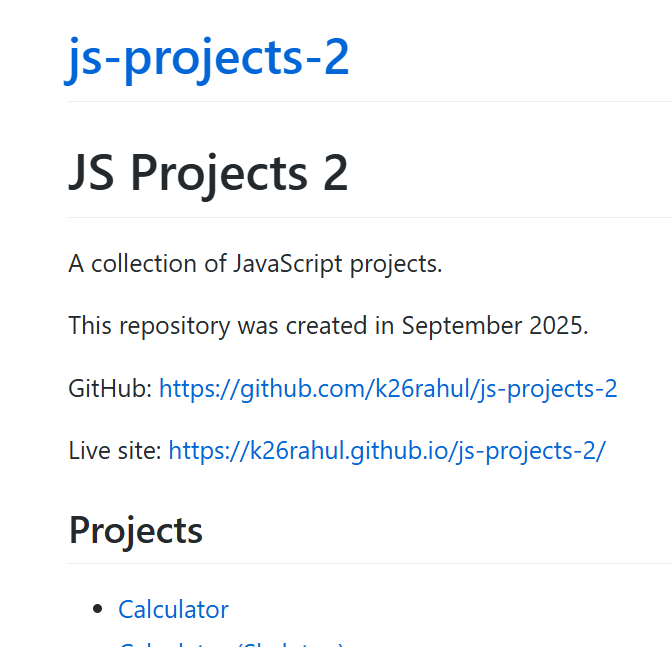 js-projects-2
JS Projects 2
A collection of JavaScript projects.
This repository was created in September 2025.
GitHub: https://github.com/k26rahul/js-projects-2
Live site: https://k26rahul.github.io/js-projects-2/
Projects
Calculator